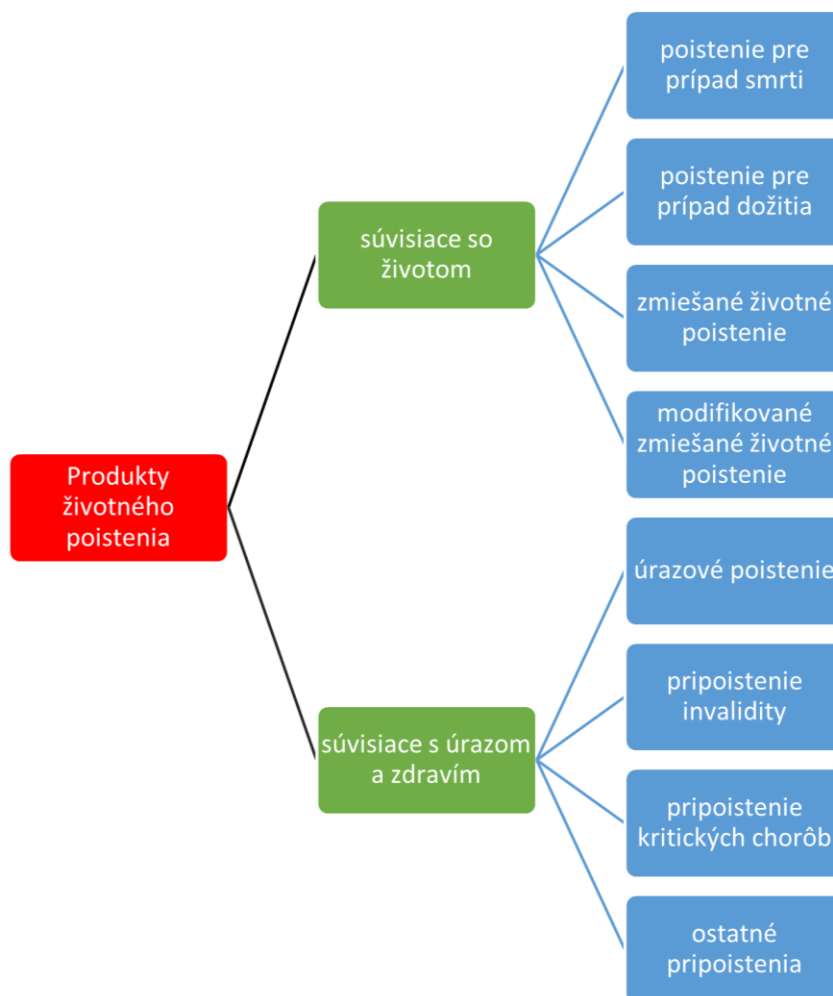 Produkty
životného
poistenia
súvisiace so
životom
poistenie pre
prípad smrti
poistenie pre
prípad dožitia
zmiešané životné
poistenie
modifikované
zmiešané životné
poistenie
súvisiace s úrazom
a zdravím
úrazové poistenie
pripoistenie
invalidity
pripoistenie
kritických chorôb
ostatné
pripoistenia